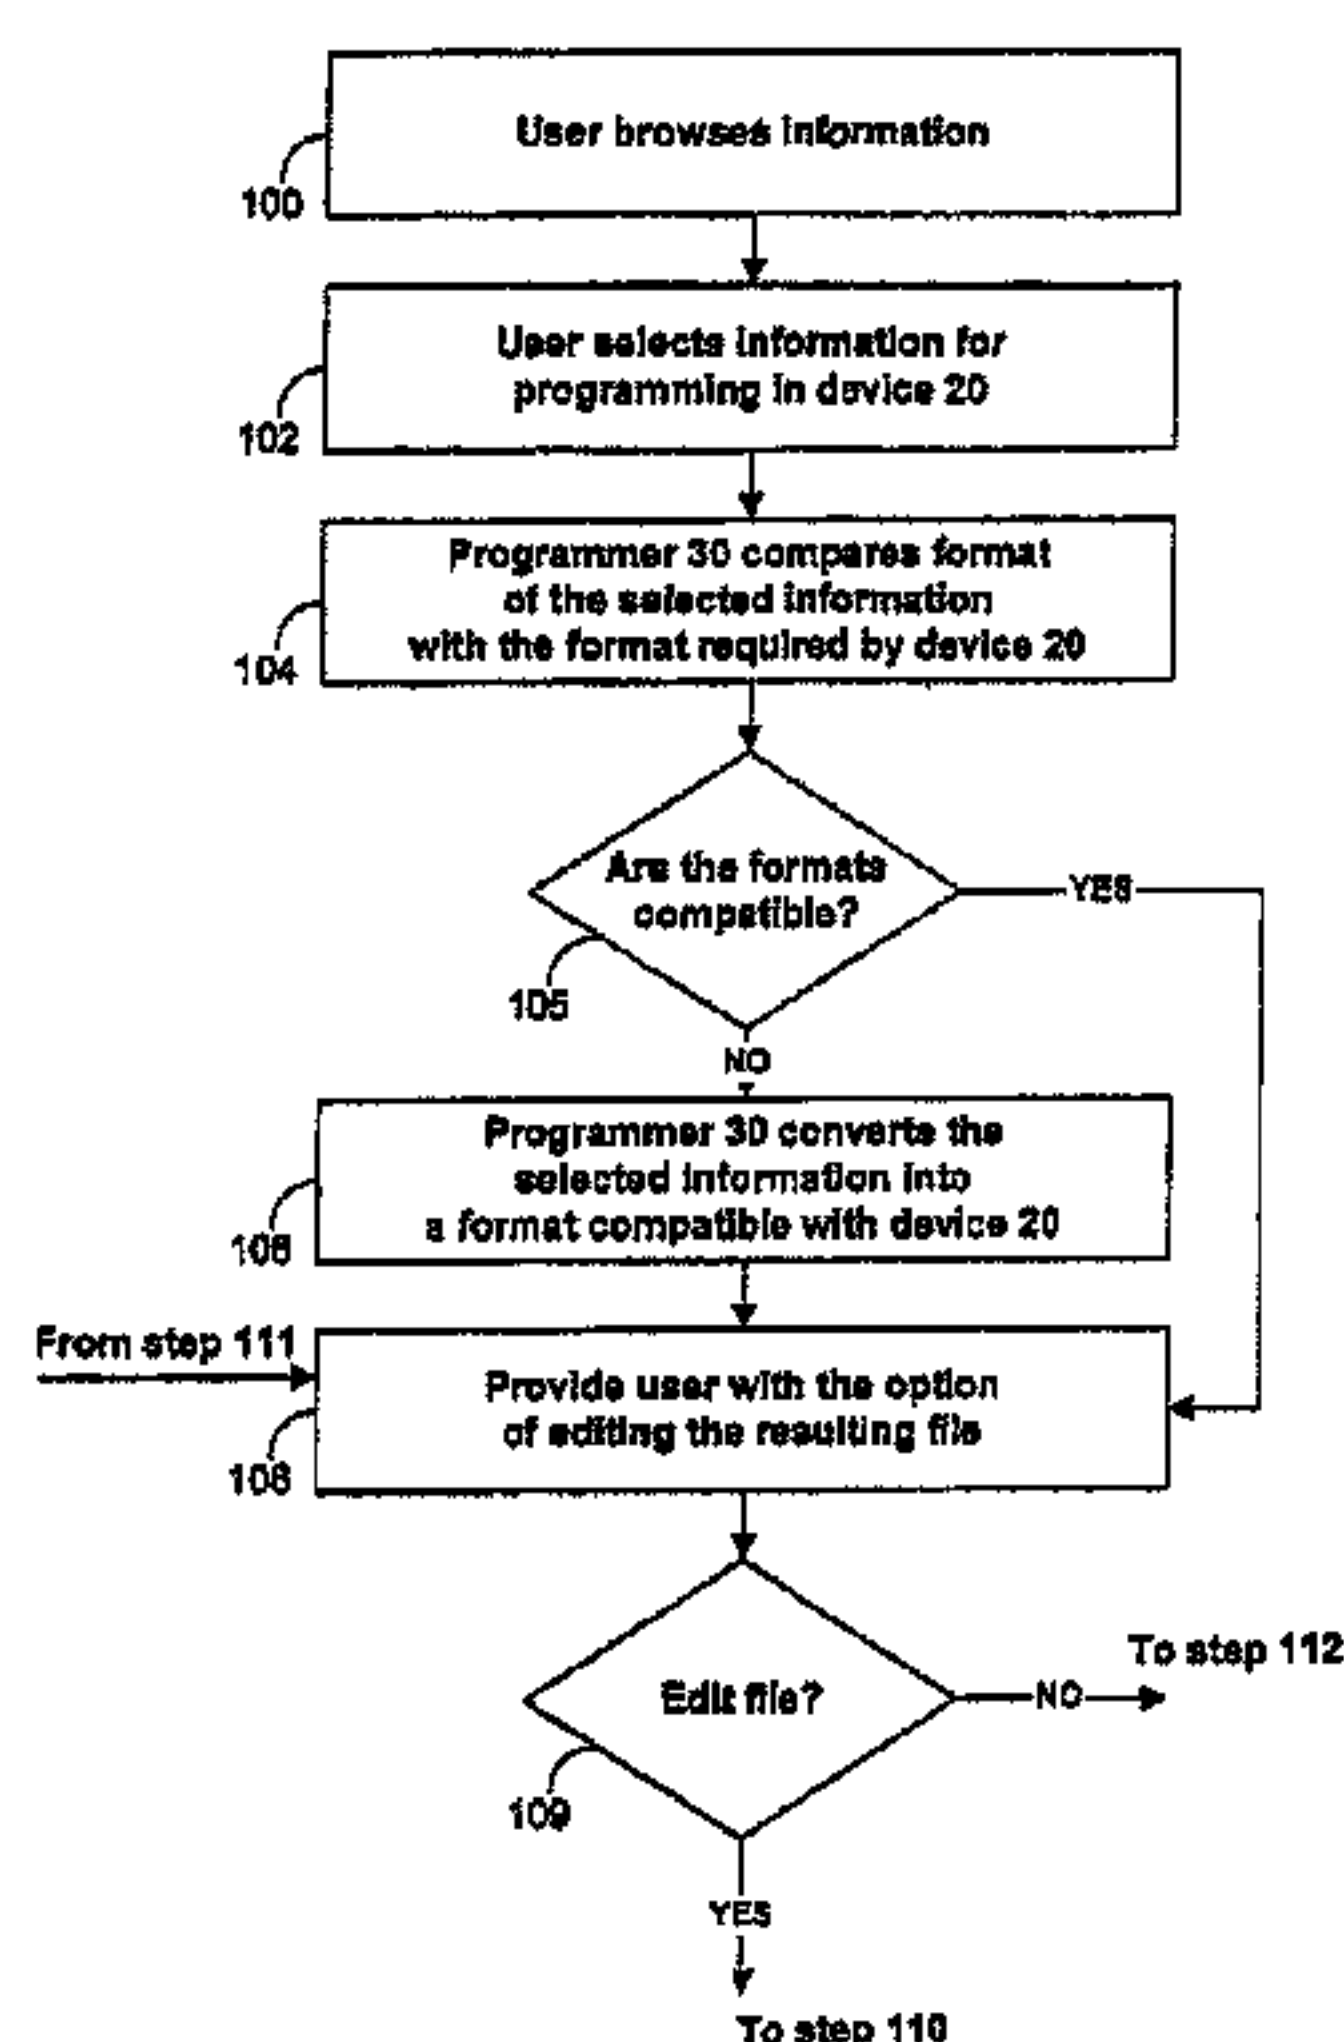 User browses information
100
User selects information for
programming in device 20
102
Programmer 30 compares format
of the selected information
with the format required by device 20
104
Are the formats
compatible?
YES
105
NO
Programmer 30 converts the
selected information into
a format compatible with device 20
106
From step 111
Provide user with the option
of editing the resulting file
108
To step 112
Edit file?
NO
109
YES
To step 110